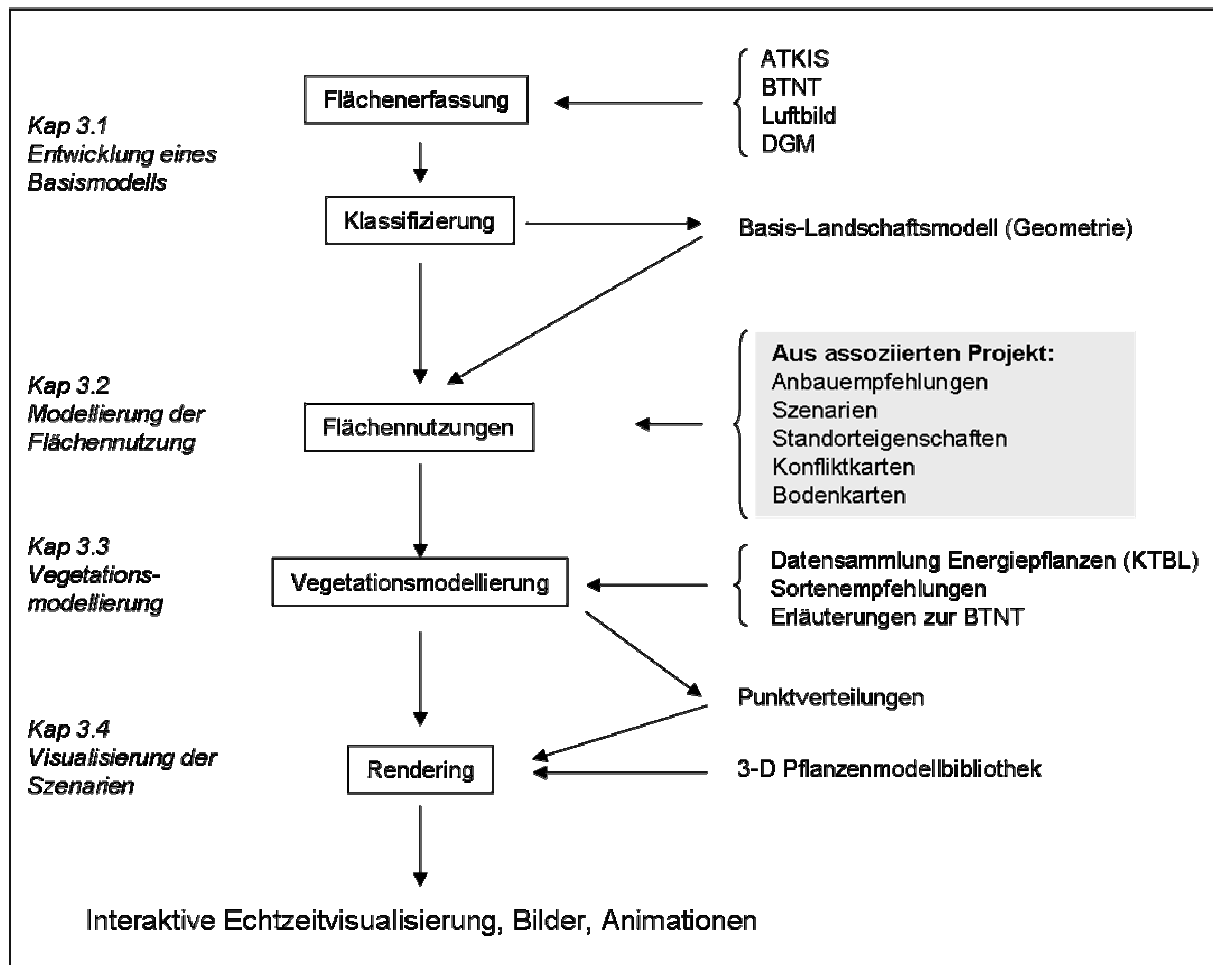 ATKIS
BTNT
Luftbild
DGM
Flächenerfassung
Kap 3.1
Entwicklung eines
Basismodells
Klassifizierung
Basis-Landschaftsmodell (Geometrie)
Aus assoziierten Projekt:
Anbauempfehlungen
Szenarien
Standorteigenschaften
Konfliktkarten
Bodenkarten
Kap 3.2
Modellierung der
Flächennutzung
Flächennutzungen
Kap 3.3
Vegetations-
modellierung
Vegetationsmodellierung
Datensammlung Energiepflanzen (KTBL)
Sortenempfehlungen
Erläuterungen zur BTNT
Punktverteilungen
Kap 3.4
Visualisierung der
Szenarien
Rendering
3-D Pflanzenmodellbibliothek
Interaktive Echtzeitvisualisierung, Bilder, Animationen